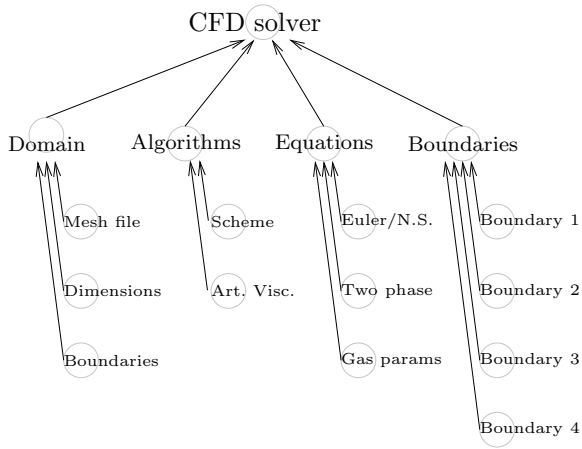 CFD solver
Domain
Algorithms
Equations
Boundaries
Mesh file
Scheme
Euler/N.S.
Boundary 1
Dimensions
Art. Visc.
Two phase
Boundary 2
Boundaries
Gas params
Boundary 3
Boundary 4